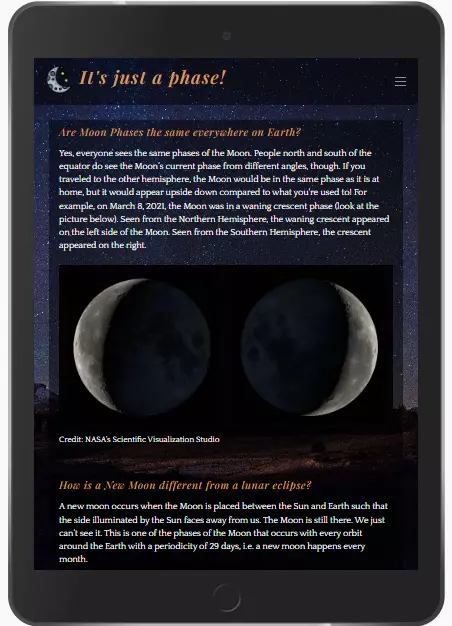 It's just a phase!
Are Moon Phases the same everywhere on Earth?
Yes, everyone sees the same phases of the Moon. People north and south of the
equator do see the Moon's current phase from different angles, though. If you
traveled to the other hemisphere, the Moon would be in the same phase as it is at
home, but it would appear upside down compared to what you're used to! For
example, on March 8, 2021, the Moon was in a waning crescent phase (look at the
picture below). Seen from the Northern Hemisphere, the waning crescent appeared
on the left side of the Moon. Seen from the Southern Hemisphere, the crescent
appeared on the right.
Credit: NASA's Scientific Visualization Studio
How is a New Moon different from a lunar eclipse?
A new moon occurs when the Moon is placed between the Sun and Earth such that
the side illuminated by the Sun faces away from us. The Moon is still there. We just
can't see it. This is one of the phases of the Moon that occurs with every orbit
around the Earth with a periodicity of 29 days, i.e. a new moon happens every
month.